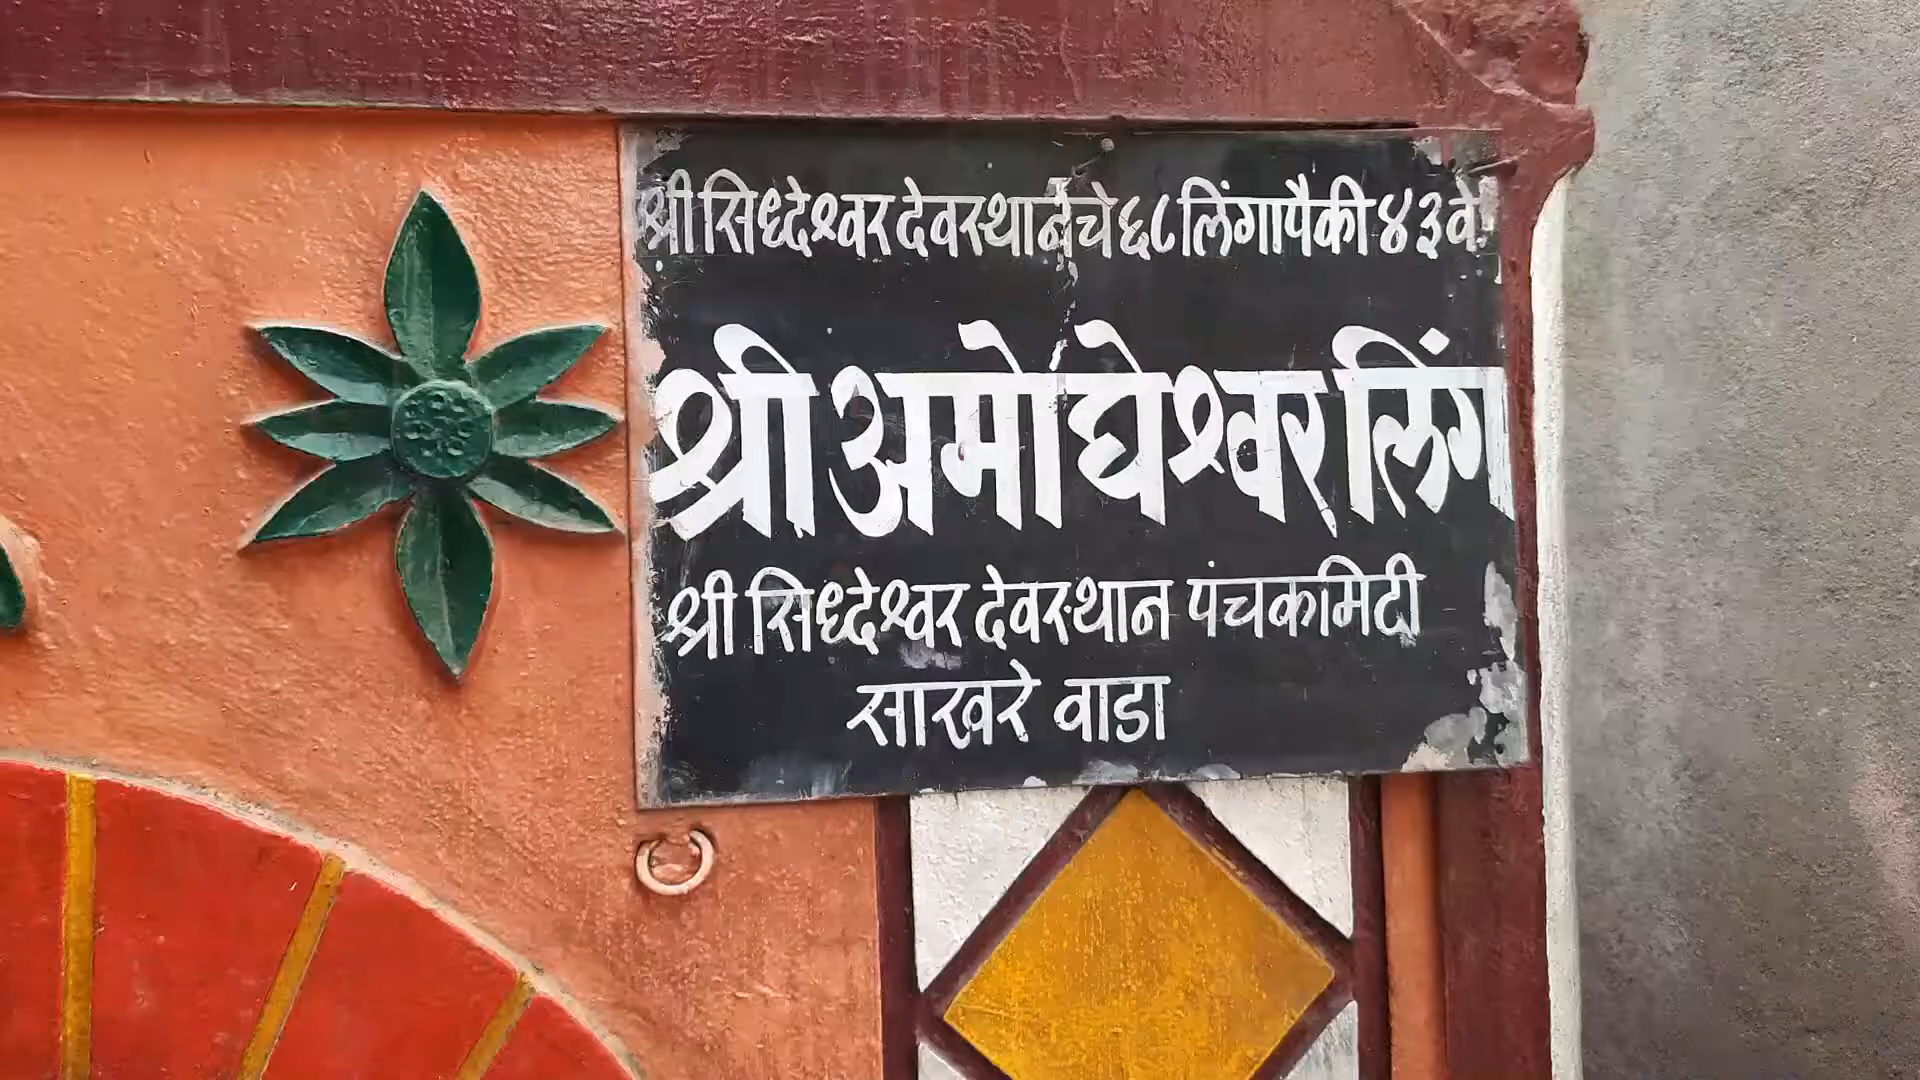 श्री सिध्देश्वर देवस्थानचे ६८ लिंगापैकी ४३ वे
श्री अमोघेश्वर लिंग
श्री सिध्देश्वर देवस्थान पंचकमिटी
साखरे वाडा